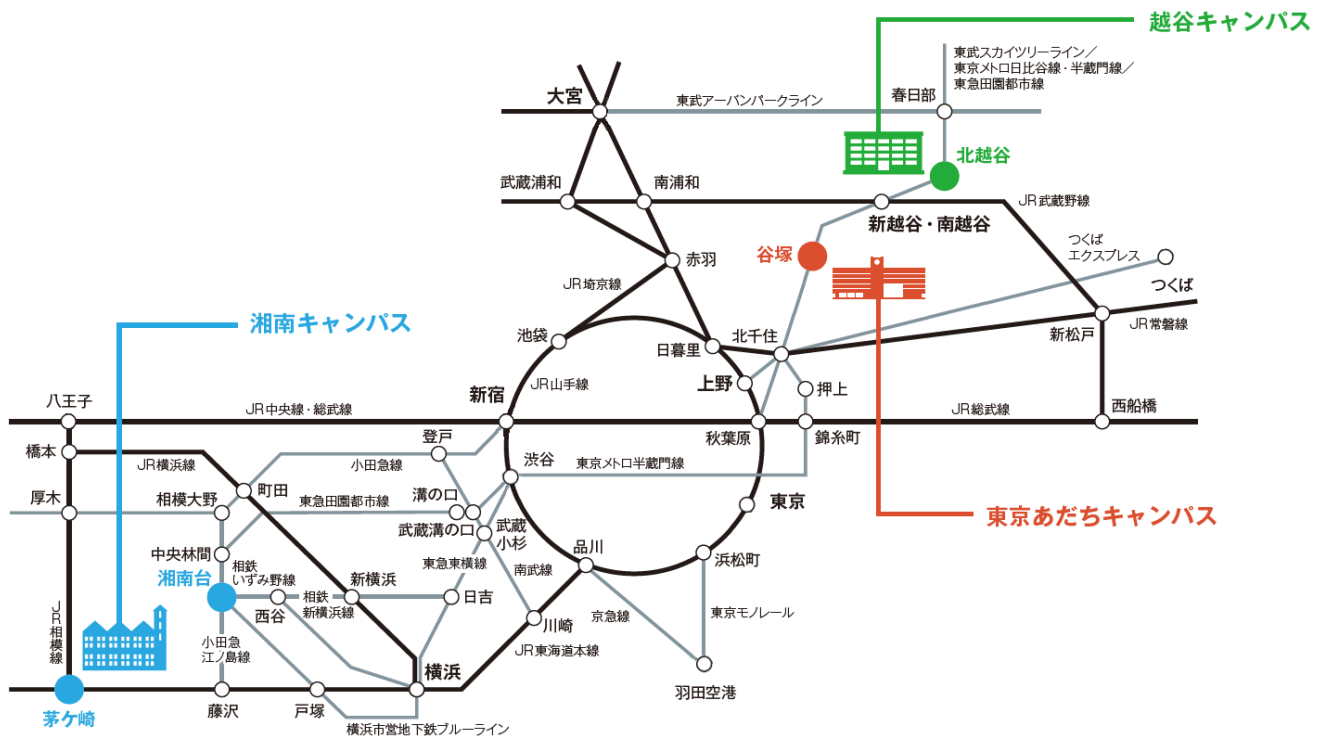 越谷キャンパス
東武スカイツリーライン／
東京メトロ日比谷線・半蔵門線／
東急田園都市線
大宮
東武アーバンパークライン
春日部
北越谷
武蔵浦和
南浦和
JR武蔵野線
新越谷・南越谷
つくば
エクスプレス
谷塚
赤羽
JR埼京線
つくば
湘南キャンパス
JR常磐線
新松戸
池袋
日暮里
北千住
上野
押上
JR山手線
新宿
八王子
JR中央線・総武線
JR総武線
西船橋
秋葉原
錦糸町
橋本
JR横浜線
登戸
小田急線
渋谷
東京メトロ半蔵門線
厚木
相模大野
町田
東急田園都市線
溝の口
武蔵溝の口
武蔵
小杉
東京
東京あだちキャンパス
中央林間
品川
浜松町
相鉄
いずみ野線
湘南台
新横浜
東急東横線
南武線
相鉄
新横浜線
西谷
日吉
京急線
東京モノレール
川崎
JR相模線
小田急
江ノ島線
JR東海道本線
横浜
羽田空港
茅ケ崎
藤沢
戸塚
横浜市営地下鉄ブルーライン